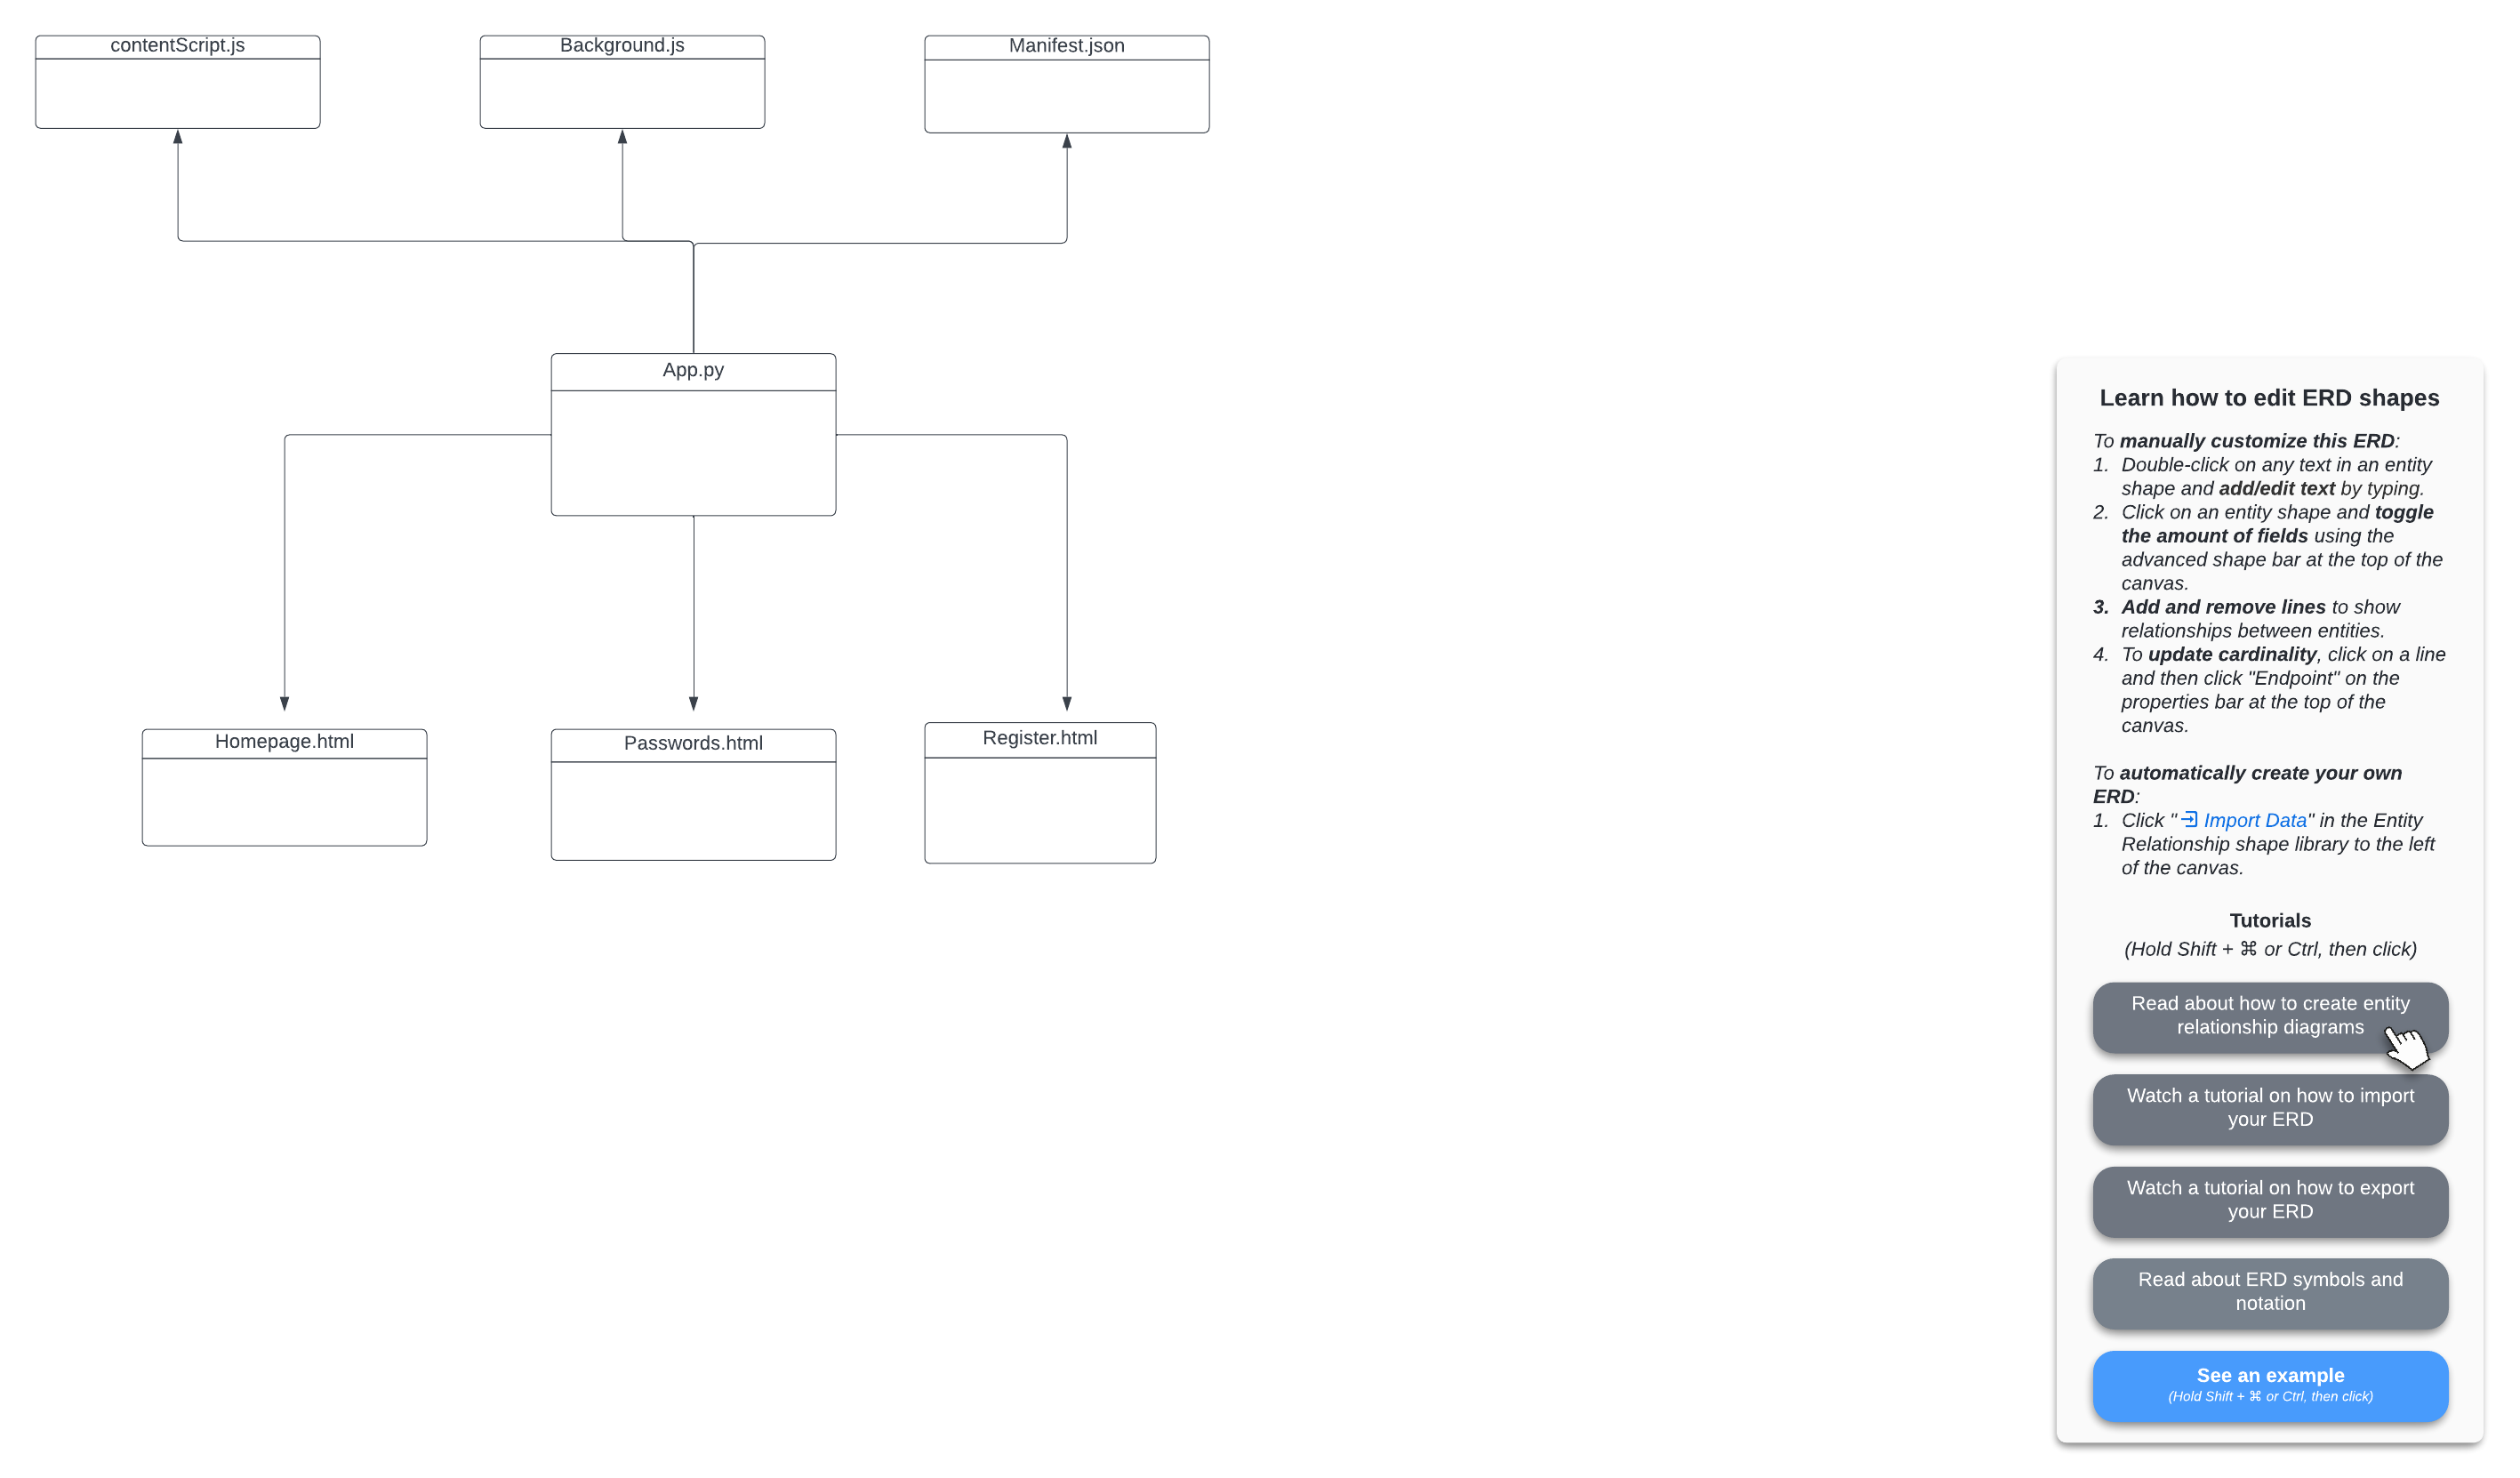 contentScript.js
Background.js
Manifest.json
App.py
Homepage.html
Passwords.html
Register.html
Learn how to edit ERD shapes
To manually customize this ERD:
1. Double-click on any text in an entity
shape and add/edit text by typing.
2. Click on an entity shape and toggle
the amount of fields using the
advanced shape bar at the top of the
canvas.
3. Add and remove lines to show
relationships between entities.
4. To update cardinality, click on a line
and then click "Endpoint" on the
properties bar at the top of the
canvas.
To automatically create your own
ERD:
1. Click " Import Data" in the Entity
Relationship shape library to the left
of the canvas.
Tutorials
(Hold Shift + ⌘ or Ctrl, then click)
Read about how to create entity
relationship diagrams
Watch a tutorial on how to import
your ERD
Watch a tutorial on how to export
your ERD
Read about ERD symbols and
notation
See an example
(Hold Shift + ⌘ or Ctrl, then click)